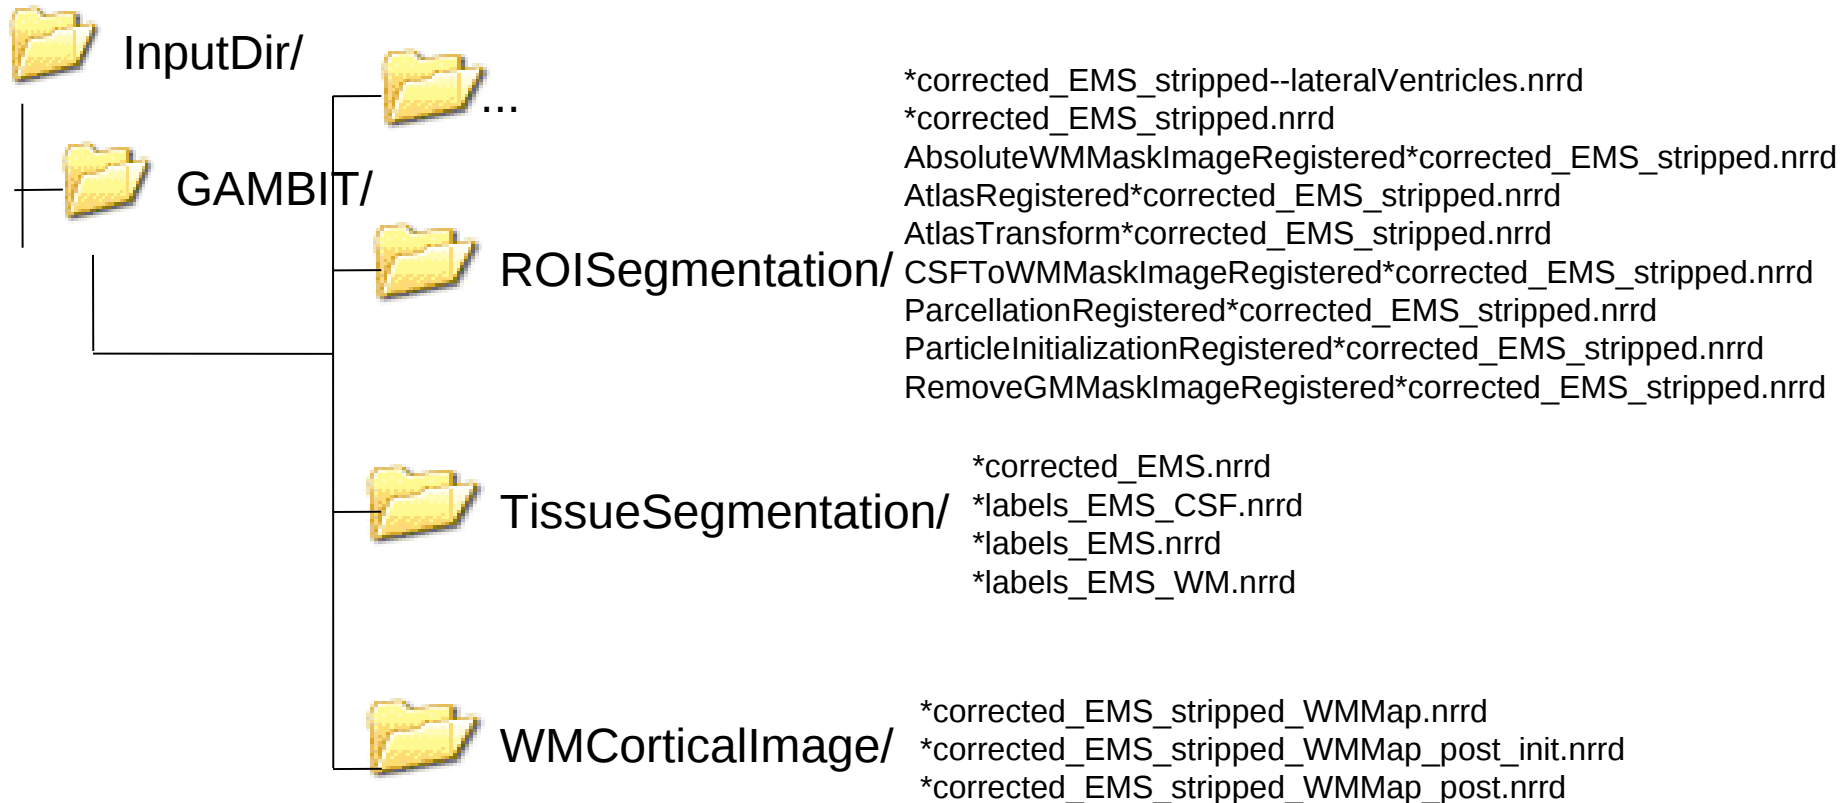 InputDir/
...
GAMBIT/
*corrected_EMS_stripped--lateralVentricles.nrrd
*corrected_EMS_stripped.nrrd
AbsoluteWMMaskImageRegistered*corrected_EMS_stripped.nrrd
AtlasRegistered*corrected_EMS_stripped.nrrd
AtlasTransform*corrected_EMS_stripped.nrrd
ROISegmentation/
CSFToWMMaskImageRegistered*corrected_EMS_stripped.nrrd
ParcellationRegistered*corrected_EMS_stripped.nrrd
ParticleInitializationRegistered*corrected_EMS_stripped.nrrd
RemoveGMMaskImageRegistered*corrected_EMS_stripped.nrrd
TissueSegmentation/
*corrected_EMS.nrrd
*labels_EMS_CSF.nrrd
*labels_EMS.nrrd
*labels_EMS_WM.nrrd
WMCorticalImage/
*corrected_EMS_stripped_WMMap.nrrd
*corrected_EMS_stripped_WMMap_post_init.nrrd
*corrected_EMS_stripped_WMMap_post.nrrd